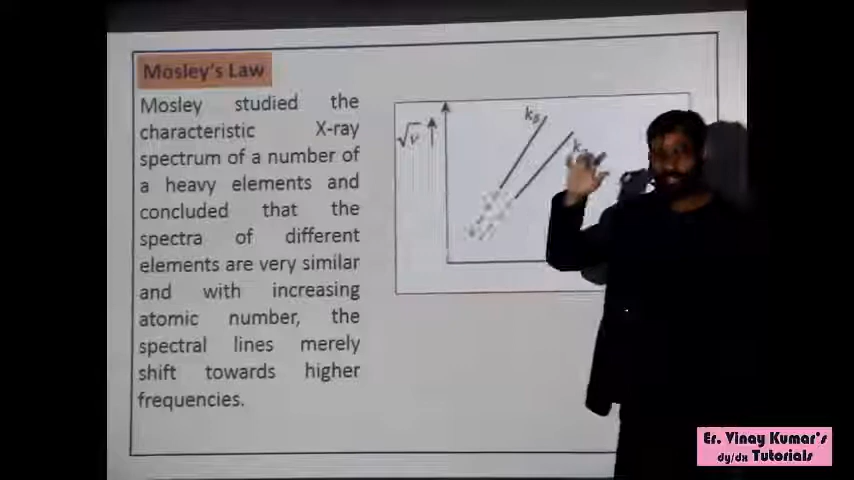 Mosley's Law
Mosley studied the
characteristic X-ray
spectrum of a number of
a heavy elements and
concluded that the
spectra of different
elements are very similar
and with increasing
atomic number, the
spectral lines merely
shift towards higher
frequencies.
√ν
kβ
Er. Vinay Kumar's
dy/dx Tutorials